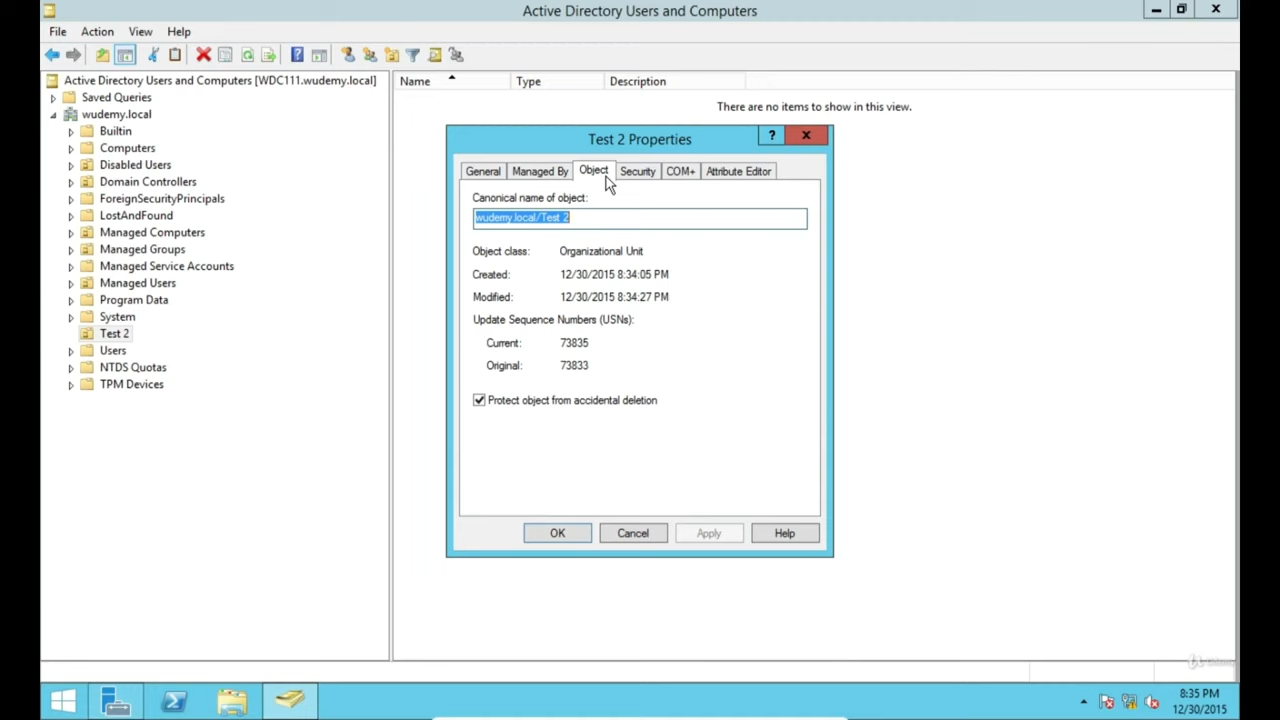 Active Directory Users and Computers
File Action View Help
Active Directory Users and Computers [WDC111.wudemy.local]
Saved Queries
wudemy.local
Builtin
Computers
Disabled Users
Domain Controllers
ForeignSecurityPrincipals
LostAndFound
Managed Computers
Managed Groups
Managed Service Accounts
Managed Users
Program Data
System
Test 2
Users
NTDS Quotas
TPM Devices
Name Type Description
There are no items to show in this view.
Test 2 Properties
General Managed By Object Security COM+ Attribute Editor
Canonical name of object:
wudemy.local/Test 2
Object class: Organizational Unit
Created: 12/30/2015 8:34:05 PM
Modified: 12/30/2015 8:34:27 PM
Update Sequence Numbers (USNs):
Current: 73835
Original: 73833
Protect object from accidental deletion
OK Cancel Apply Help
8:35 PM
12/30/2015